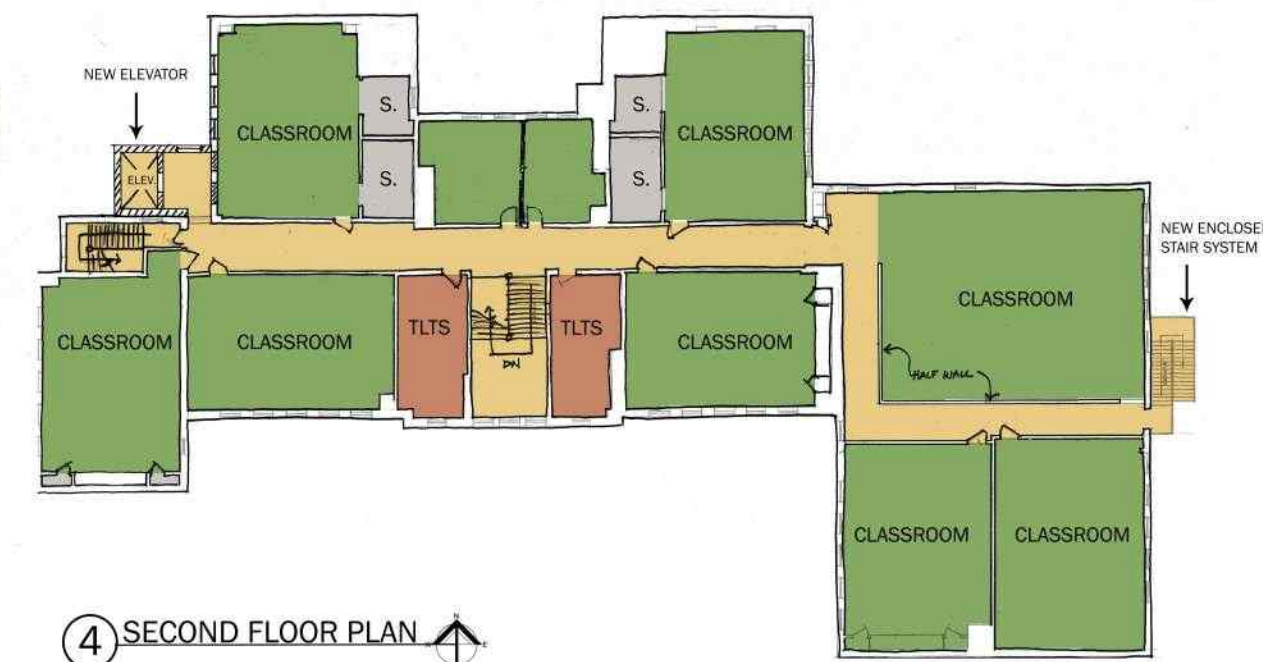 NEW ELEVATOR
CLASSROOM
S.
S.
CLASSROOM
S.
S.
ELEV.
NEW ENCLOSE
STAIR SYSTEM
CLASSROOM
CLASSROOM
CLASSROOM
TLTS
DN
TLTS
CLASSROOM
HALF WALL
CLASSROOM
CLASSROOM
4 SECOND FLOOR PLAN
N
E